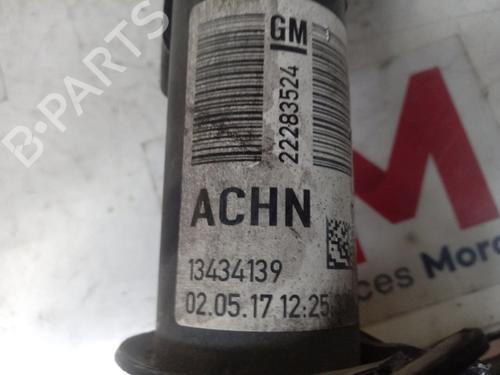 GM
22283524
ACHN
13434139
02.05.17 12:25
B-PARTS
M
ces Mor